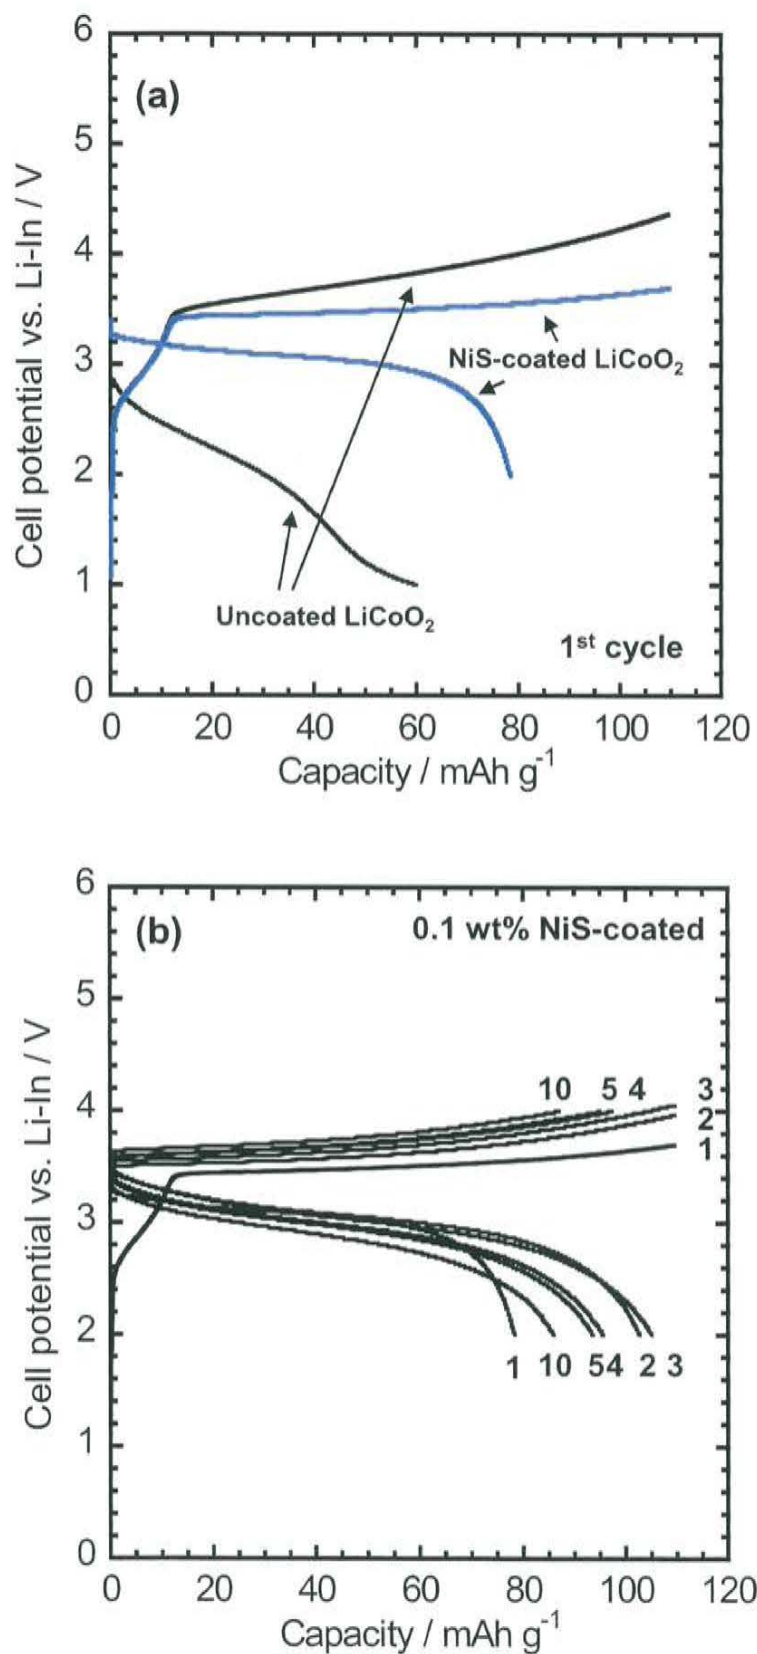 6
(a)
5
4
3
NiS-coated LiCoO₂
2
1
Uncoated LiCoO₂
1st cycle
0
0 20 40 60 80 100 120
Cell potential vs. Li-In / V
Capacity / mAh g⁻¹
6
(b) 0.1 wt% NiS-coated
5
10 5 4 3
4
2
1
3
2
1 10 54 2 3
1
0
0 20 40 60 80 100 120
Cell potential vs. Li-In / V
Capacity / mAh g⁻¹